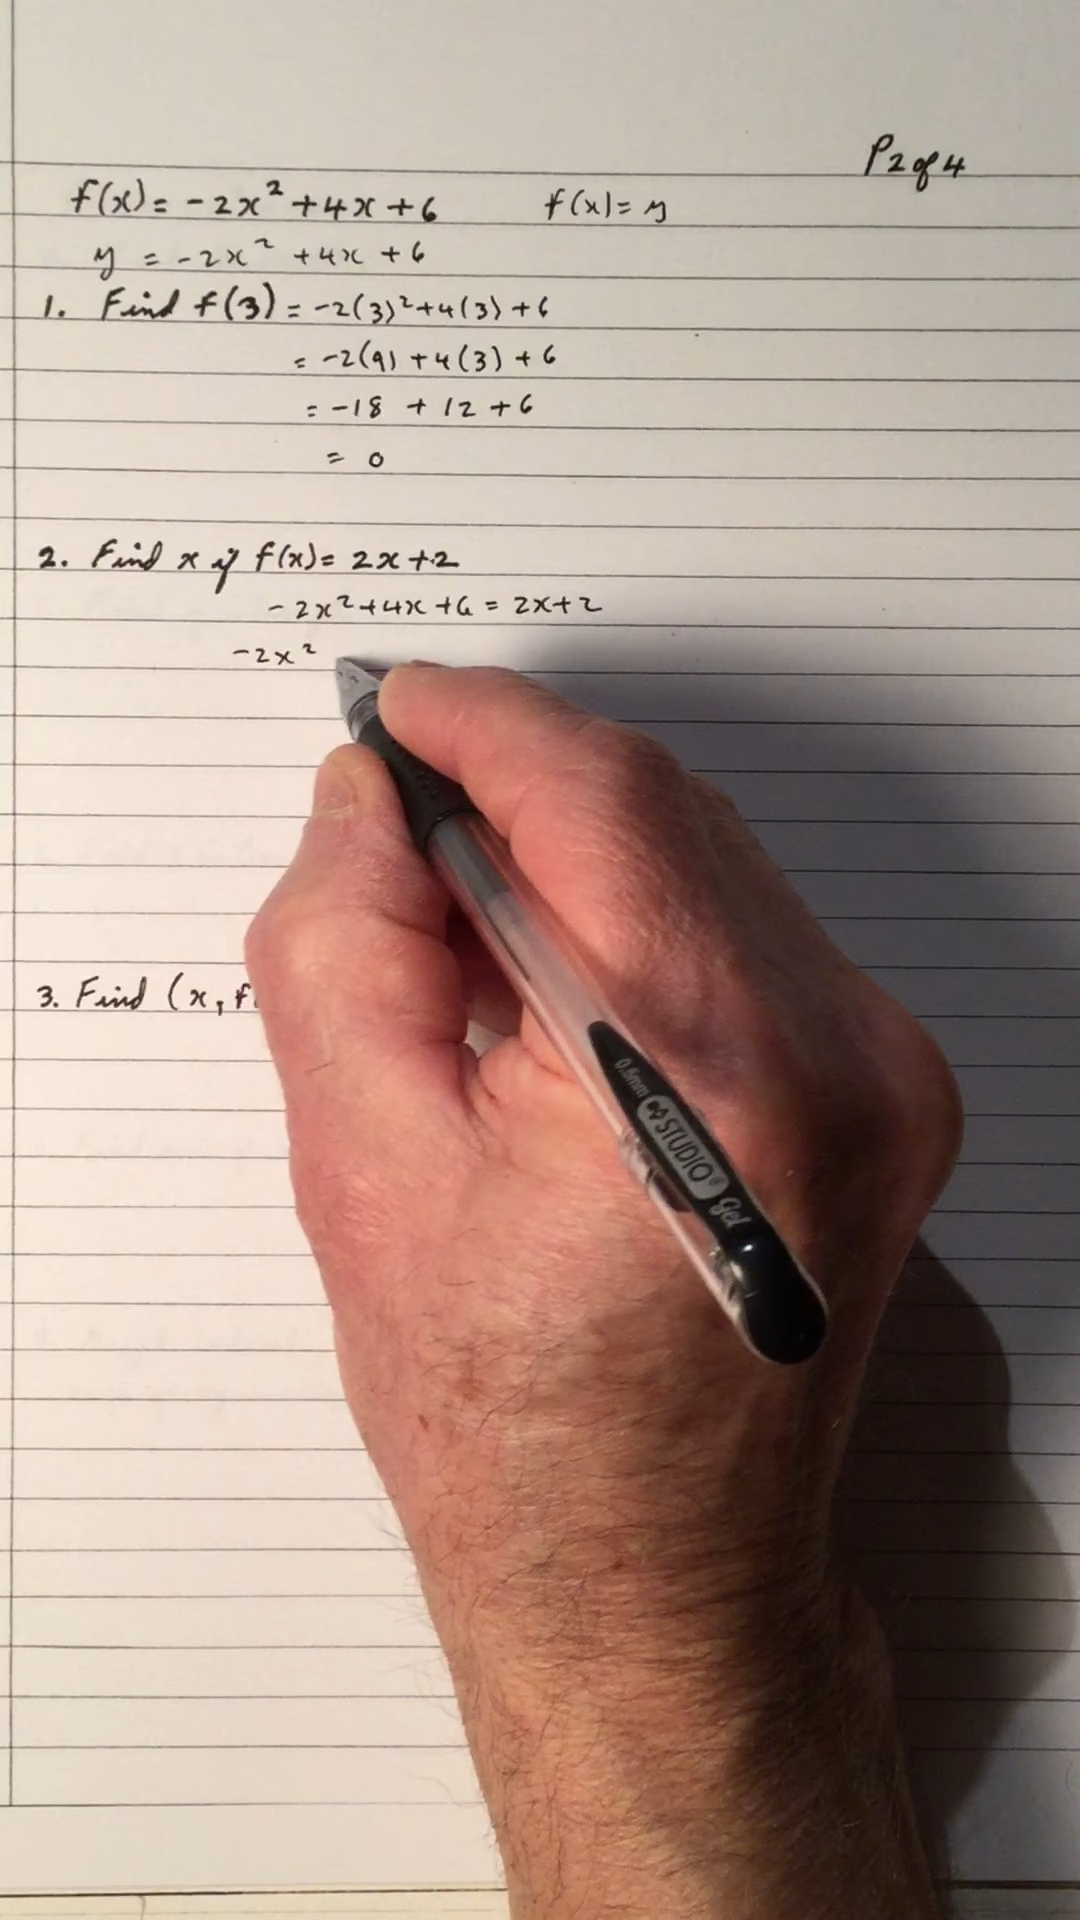 P2 of 4
f(x) = -2x² + 4x + 6 f(x) = y
y = -2x² + 4x + 6
1. Find f(3) = -2(3)² + 4(3) + 6
= -2(9) + 4(3) + 6
= -18 + 12 + 6
= 0
2. Find x if f(x) = 2x + 2
-2x² + 4x + 6 = 2x + 2
-2x²
3. Find (x, f
0.6mm STUDIO® gel